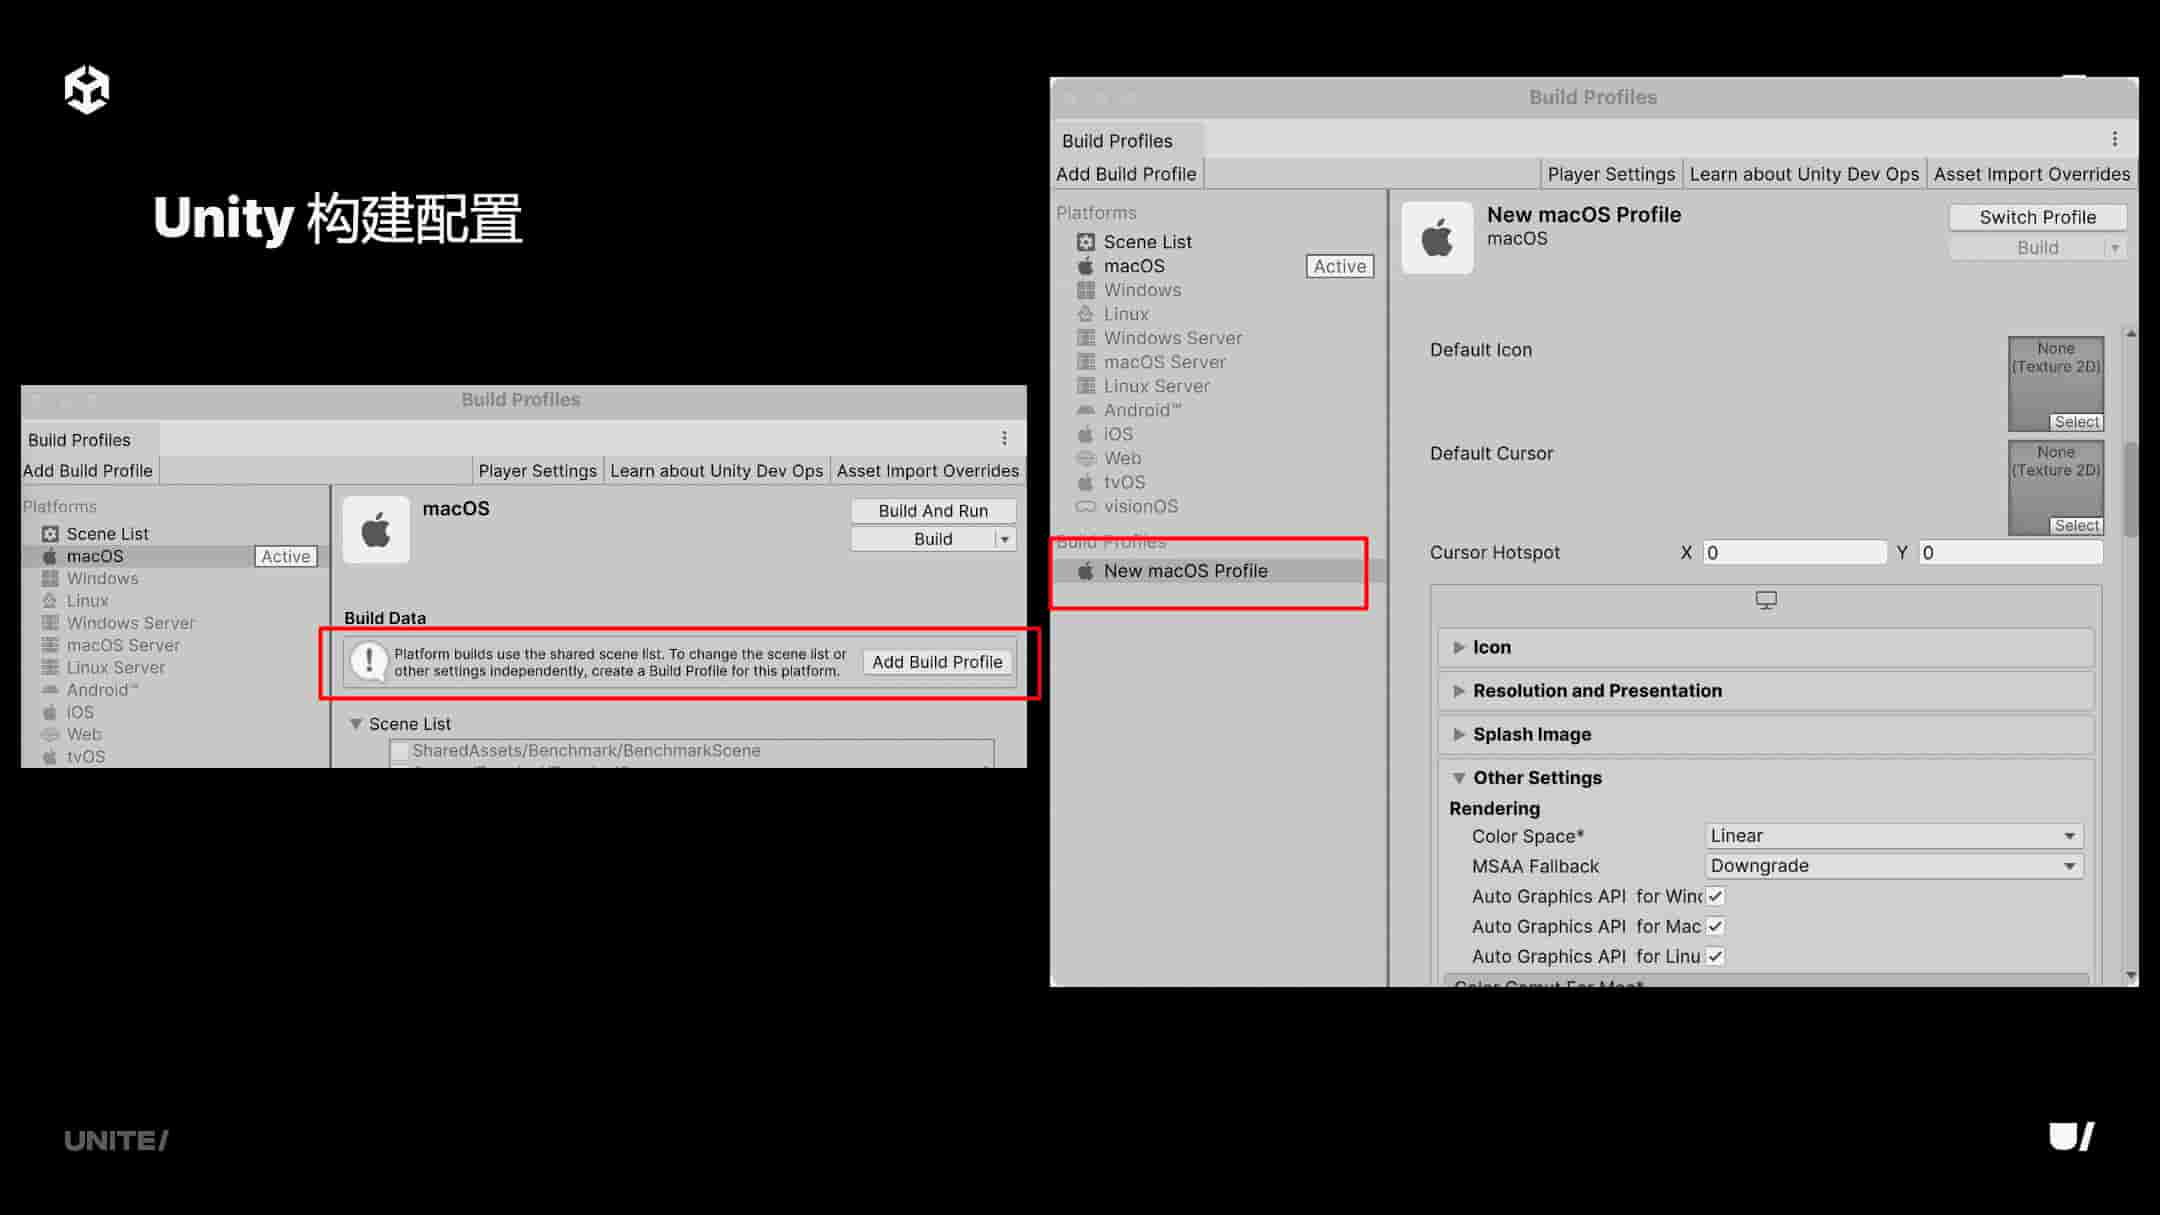 Unity 构建配置
Build Profiles
Build Profiles
Add Build Profile
Player Settings
Learn about Unity Dev Ops
Asset Import Overrides
Platforms
Scene List
macOS
Active
Windows
Linux
Windows Server
macOS Server
Linux Server
Android™
iOS
Web
tvOS
macOS
Build And Run
Build
Build Data
Platform builds use the shared scene list. To change the scene list or
other settings independently, create a Build Profile for this platform.
Add Build Profile
Scene List
SharedAssets/Benchmark/BenchmarkScene
Build Profiles
Build Profiles
Add Build Profile
Player Settings
Learn about Unity Dev Ops
Asset Import Overrides
Platforms
Scene List
macOS
Active
Windows
Linux
Windows Server
macOS Server
Linux Server
Android™
iOS
Web
tvOS
visionOS
Build Profiles
New macOS Profile
New macOS Profile
macOS
Switch Profile
Build
Default Icon
None
(Texture 2D)
Select
Default Cursor
None
(Texture 2D)
Select
Cursor Hotspot
X 0
Y 0
Icon
Resolution and Presentation
Splash Image
Other Settings
Rendering
Color Space*
Linear
MSAA Fallback
Downgrade
Auto Graphics API for Winc
Auto Graphics API for Mac
Auto Graphics API for Linu
Color Gamut For Mac*
UNITE/
U/